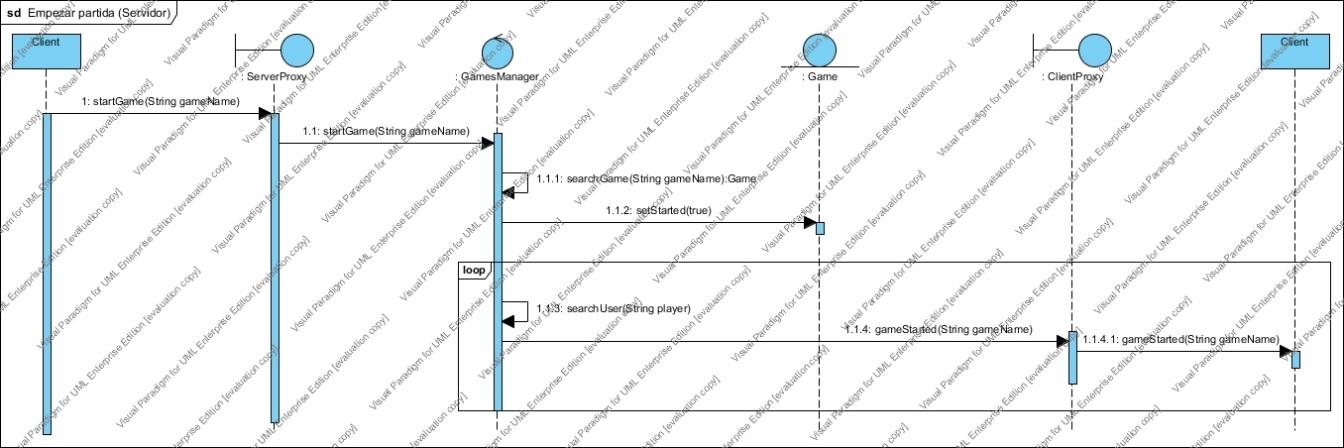 sd Empezar partida (Servidor)
Client
: ServerProxy
: GamesManager
: Game
: ClientProxy
Client
1: startGame(String gameName)
1.1: startGame(String gameName)
1.1.1: searchGame(String gameName):Game
1.1.2: setStarted(true)
loop
1.1.3: searchUser(String player)
1.1.4: gameStarted(String gameName)
1.1.4.1: gameStarted(String gameName)
Visual Paradigm for UML Enterprise Edition [evaluation copy]